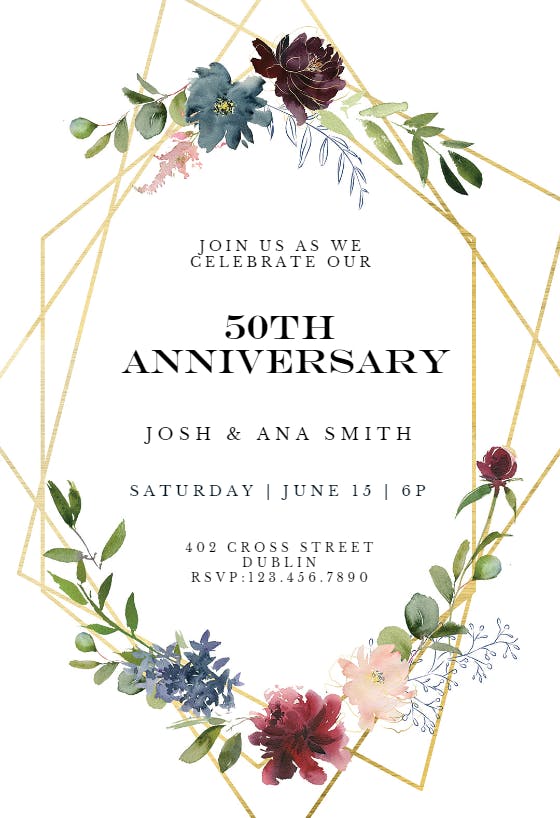 JOIN US AS WE
CELEBRATE OUR
50TH
ANNIVERSARY
JOSH & ANA SMITH
SATURDAY | JUNE 15 | 6P
402 CROSS STREET
DUBLIN
RSVP:123.456.7890